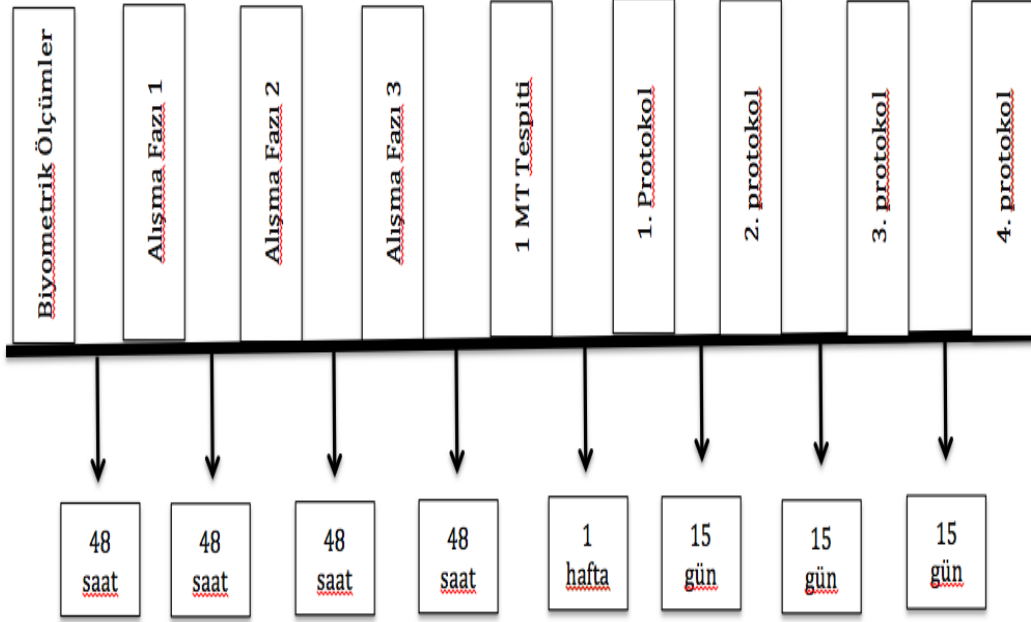 Biyometrik Ölçümler
Alışma Fazı 1
Alışma Fazı 2
Alışma Fazı 3
1 MT Tespiti
1. Protokol
2. protokol
3. protokol
4. protokol
48
saat
48
saat
48
saat
48
saat
1
hafta
15
gün
15
gün
15
gün